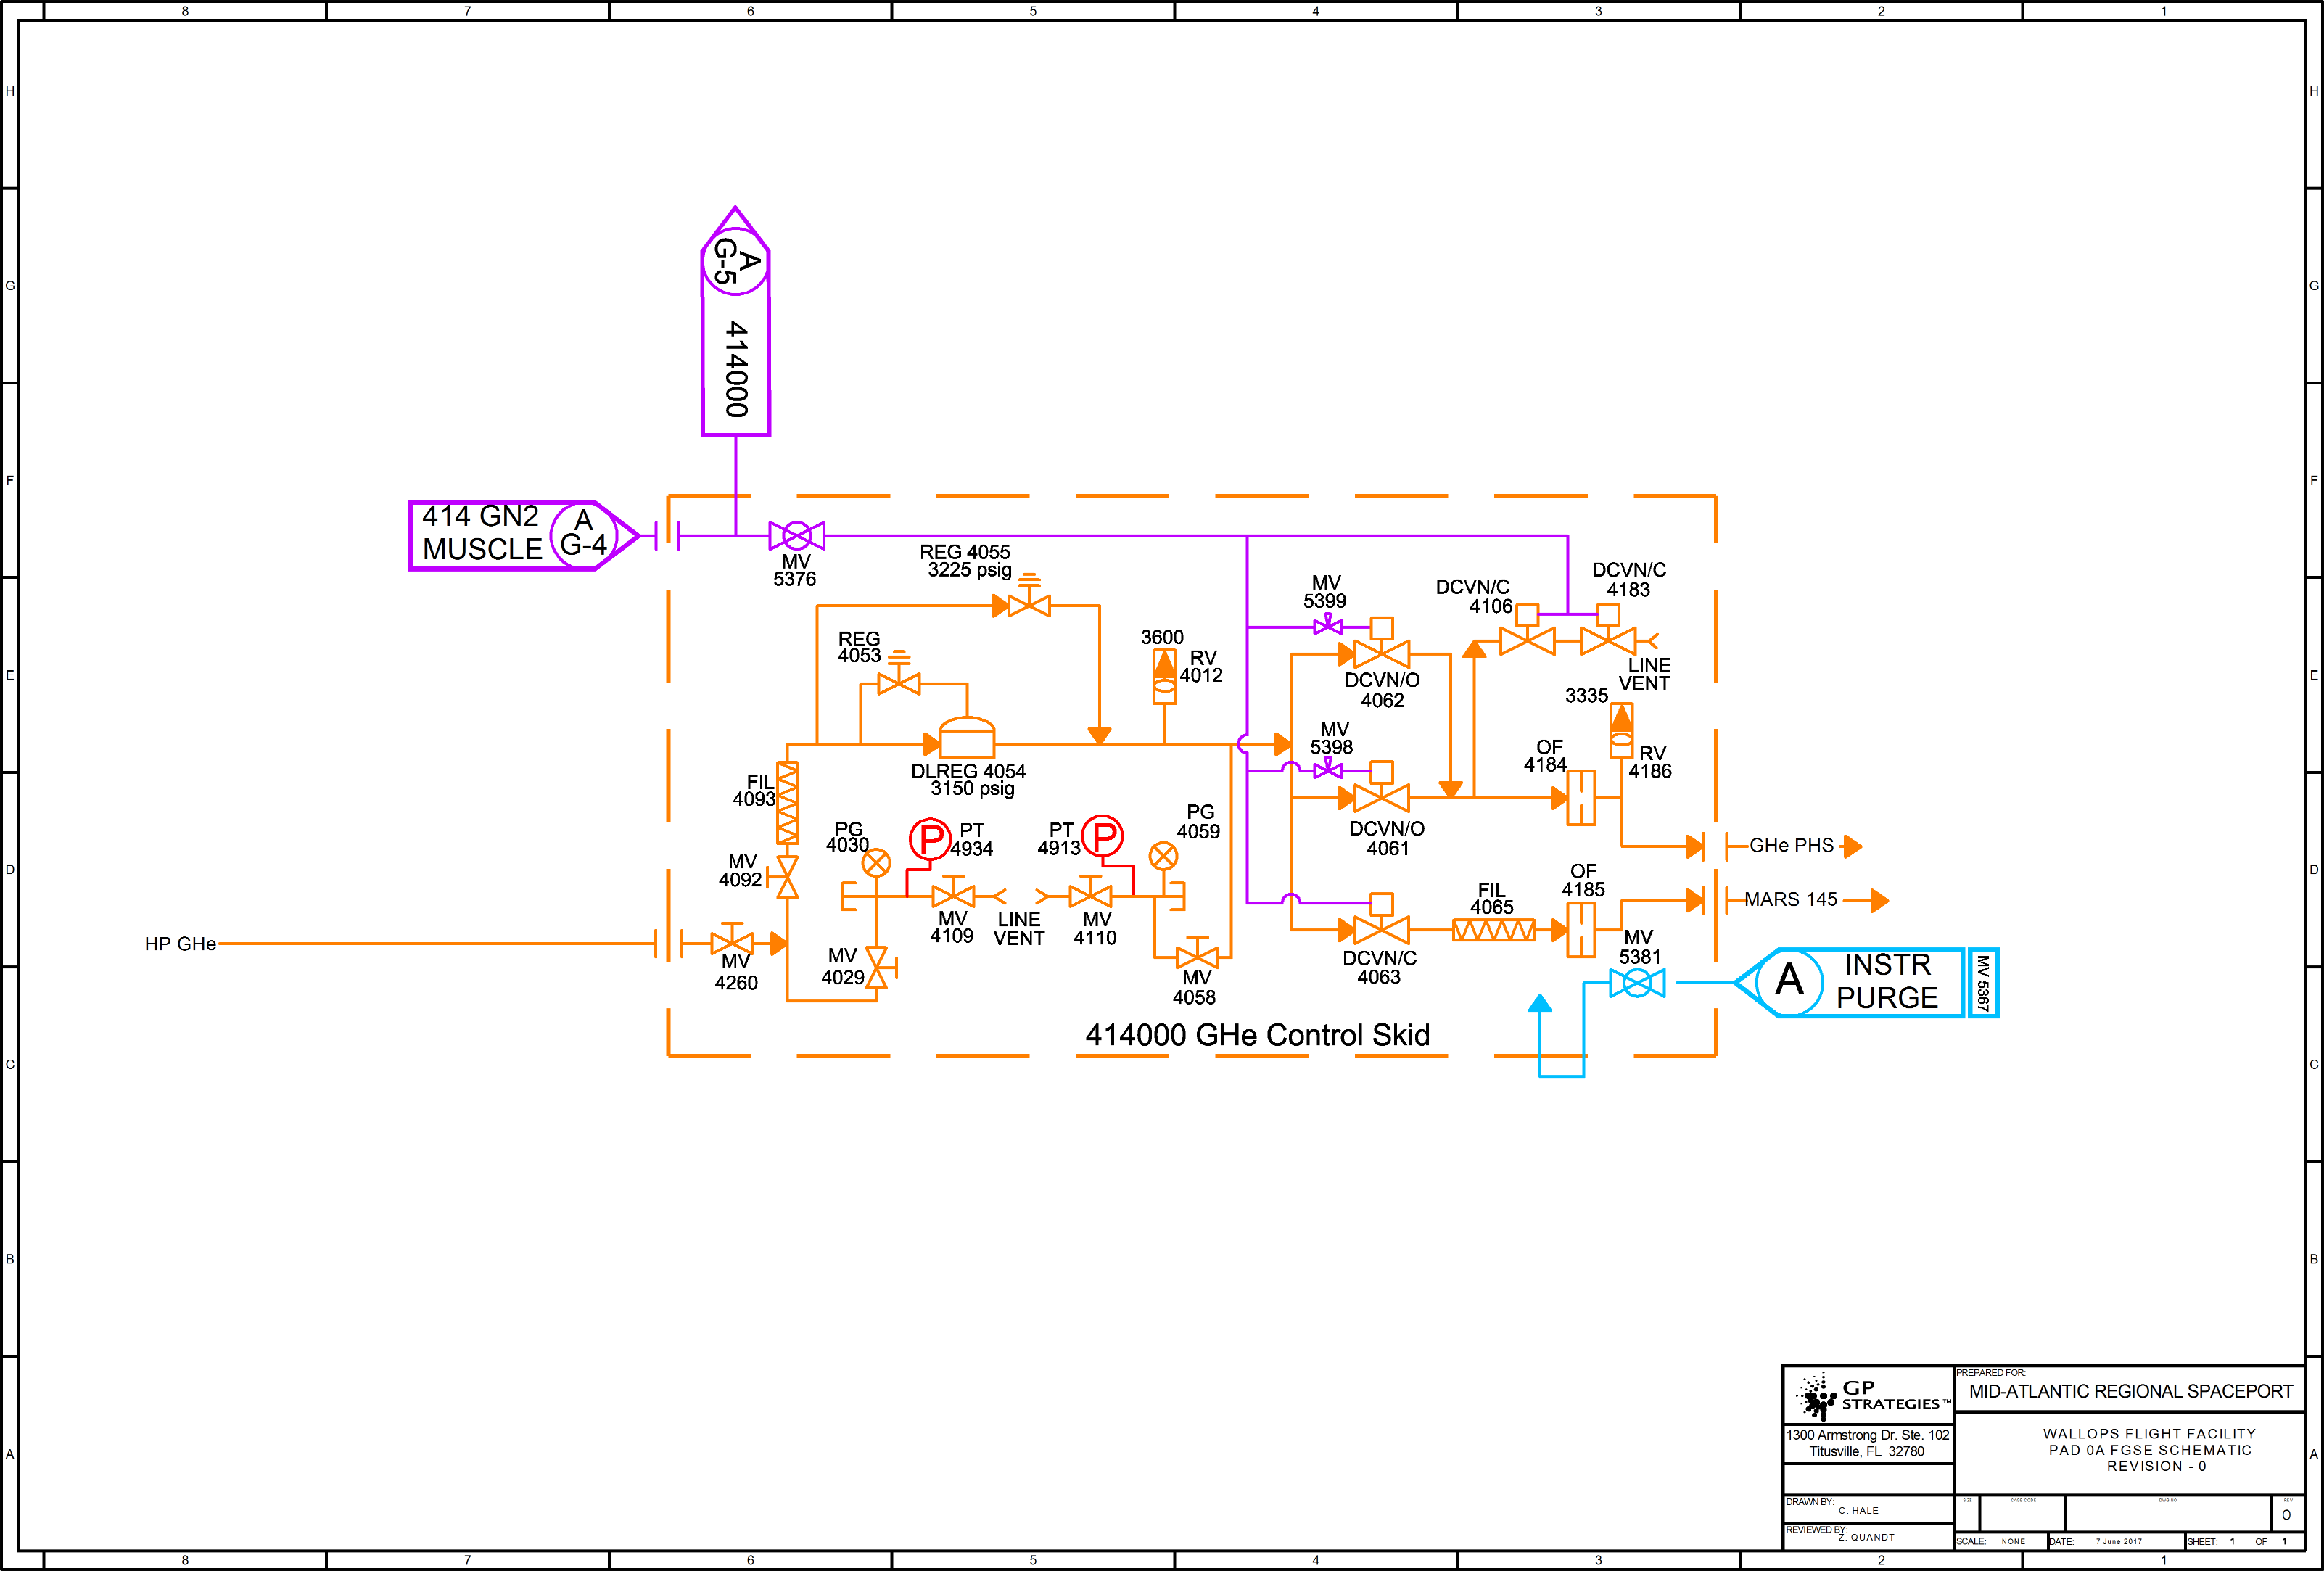 8 7 6 5 4 3 2 1
H
H
G
G
F
F
E
E
D
D
C
C
B
B
A
A
A
G-5
414000
414 GN2
MUSCLE
A
G-4
MV
5376
REG 4055
3225 psig
REG
4053
DLREG 4054
3150 psig
3600
RV
4012
MV
5399
DCVN/O
4062
DCVN/C
4106
DCVN/C
4183
LINE
VENT
3335
RV
4186
MV
5398
DCVN/O
4061
OF
4184
FIL
4093
MV
4092
PG
4030
P
PT
4934
PT
4913
P
PG
4059
GHe PHS
OF
4185
FIL
4065
MARS 145
HP GHe
MV
4260
MV
4029
MV
4109
LINE
VENT
MV
4110
MV
4058
DCVN/C
4063
MV
5381
A
INSTR
PURGE
MV 5367
414000 GHe Control Skid
GP
STRATEGIES™
1300 Armstrong Dr. Ste. 102
Titusville, FL 32780
PREPARED FOR:
MID-ATLANTIC REGIONAL SPACEPORT
WALLOPS FLIGHT FACILITY
PAD 0A FGSE SCHEMATIC
REVISION - 0
DRAWN BY:
C. HALE
REVIEWED BY:
Z. QUANDT
SIZE
CAGE CODE
DWG NO
REV
0
SCALE: NONE
DATE: 7 June 2017
SHEET: 1 OF 1
8 7 6 5 4 3 2 1